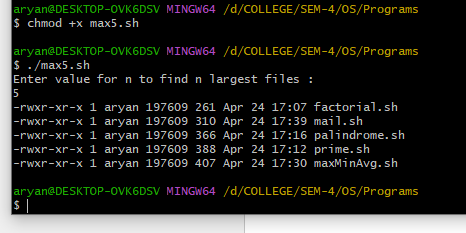 aryan@DESKTOP-OVK6DSV MINGW64 /d/COLLEGE/SEM-4/OS/Programs
$ chmod +x max5.sh
aryan@DESKTOP-OVK6DSV MINGW64 /d/COLLEGE/SEM-4/OS/Programs
$ ./max5.sh
Enter value for n to find n largest files :
5
-rwxr-xr-x 1 aryan 197609 261 Apr 24 17:07 factorial.sh
-rwxr-xr-x 1 aryan 197609 310 Apr 24 17:39 mail.sh
-rwxr-xr-x 1 aryan 197609 366 Apr 24 17:16 palindrome.sh
-rwxr-xr-x 1 aryan 197609 388 Apr 24 17:12 prime.sh
-rwxr-xr-x 1 aryan 197609 407 Apr 24 17:30 maxMinAvg.sh
aryan@DESKTOP-OVK6DSV MINGW64 /d/COLLEGE/SEM-4/OS/Programs
$